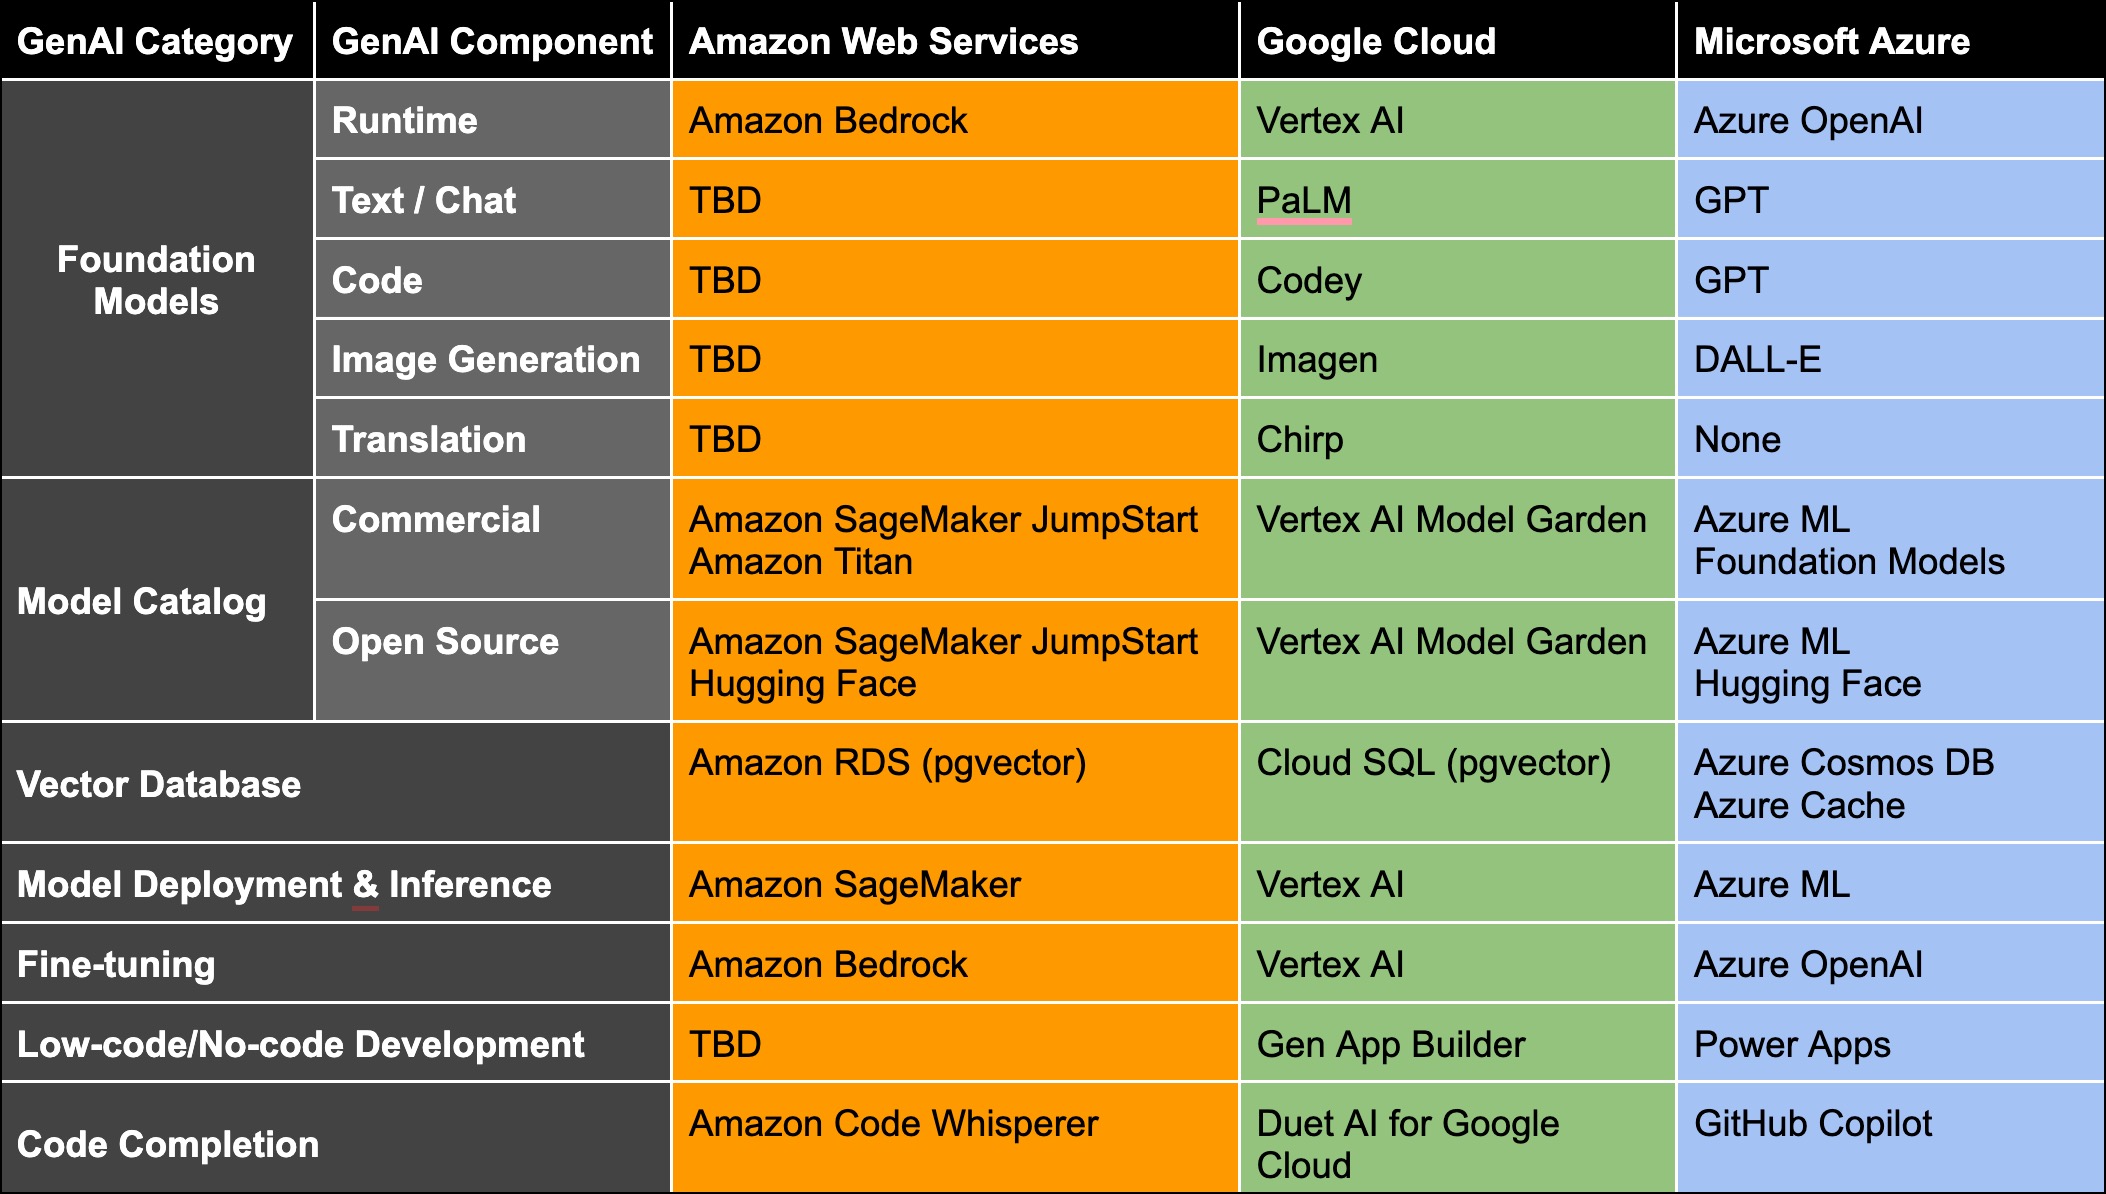 GenAI Category GenAI Component Amazon Web Services Google Cloud Microsoft Azure
Foundation
Models
Runtime Amazon Bedrock Vertex AI Azure OpenAI
Text / Chat TBD PaLM GPT
Code TBD Codey GPT
Image Generation TBD Imagen DALL-E
Translation TBD Chirp None
Model Catalog
Commercial Amazon SageMaker JumpStart Vertex AI Model Garden Azure ML
Amazon Titan Foundation Models
Open Source Amazon SageMaker JumpStart Vertex AI Model Garden Azure ML
Hugging Face Hugging Face
Vector Database Amazon RDS (pgvector) Cloud SQL (pgvector) Azure Cosmos DB
Azure Cache
Model Deployment & Inference Amazon SageMaker Vertex AI Azure ML
Fine-tuning Amazon Bedrock Vertex AI Azure OpenAI
Low-code/No-code Development TBD Gen App Builder Power Apps
Code Completion Amazon Code Whisperer Duet AI for Google GitHub Copilot
Cloud